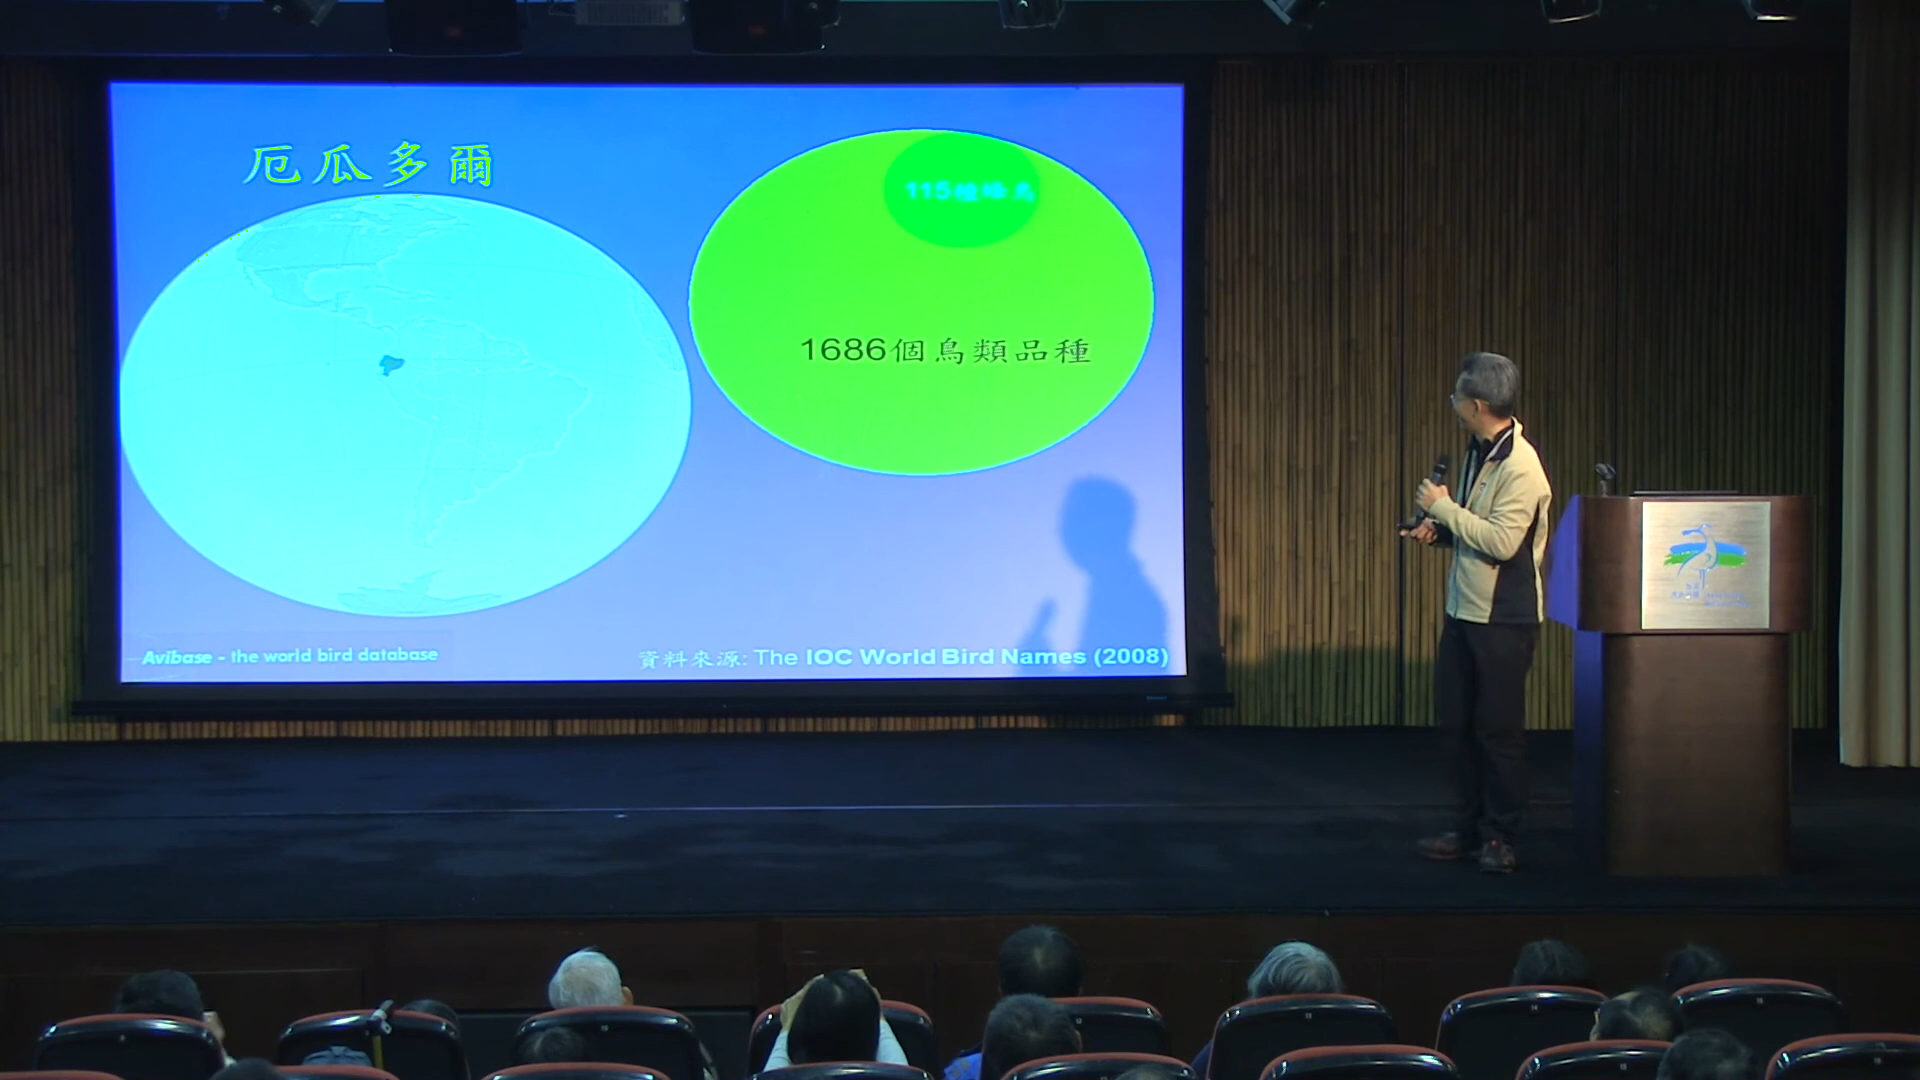 厄瓜多爾
115種蜂鳥
1686個鳥類品種
Avibase - the world bird database
資料來源: The IOC World Bird Names (2008)